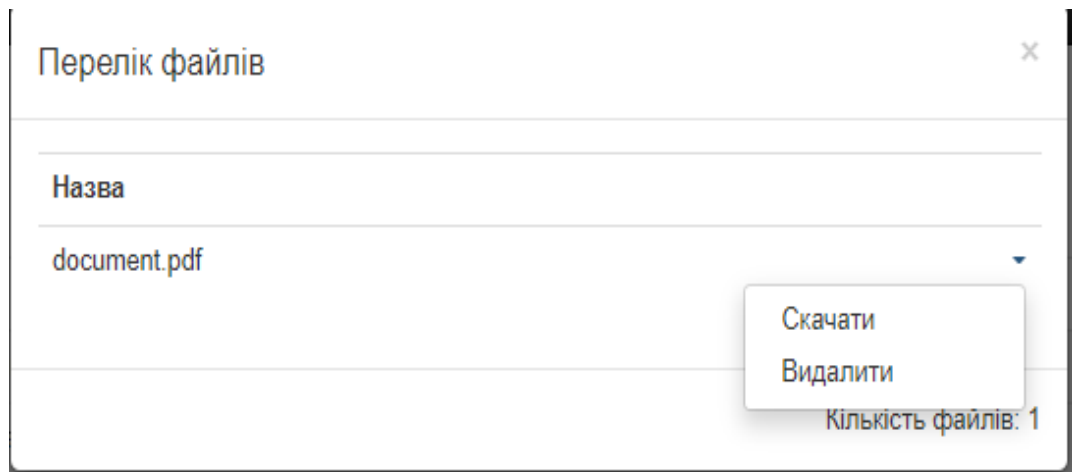 Перелік файлів
×
Назва
document.pdf
Скачати
Видалити
Кількість файлів: 1